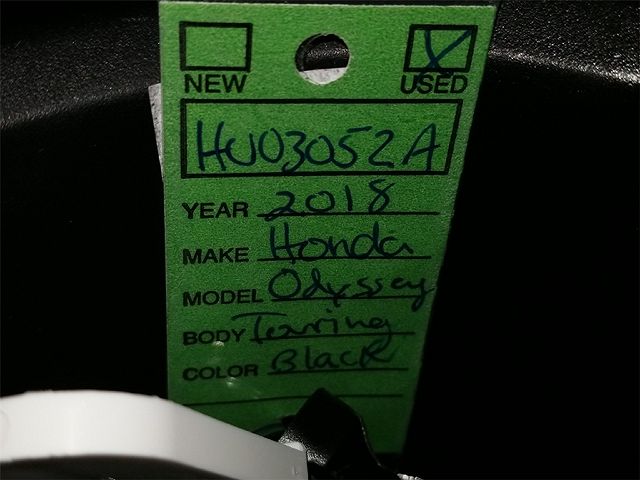 NEW USED
HU03052A
YEAR 2018
MAKE Honda
MODEL Odyssey
BODY Touring
COLOR Black